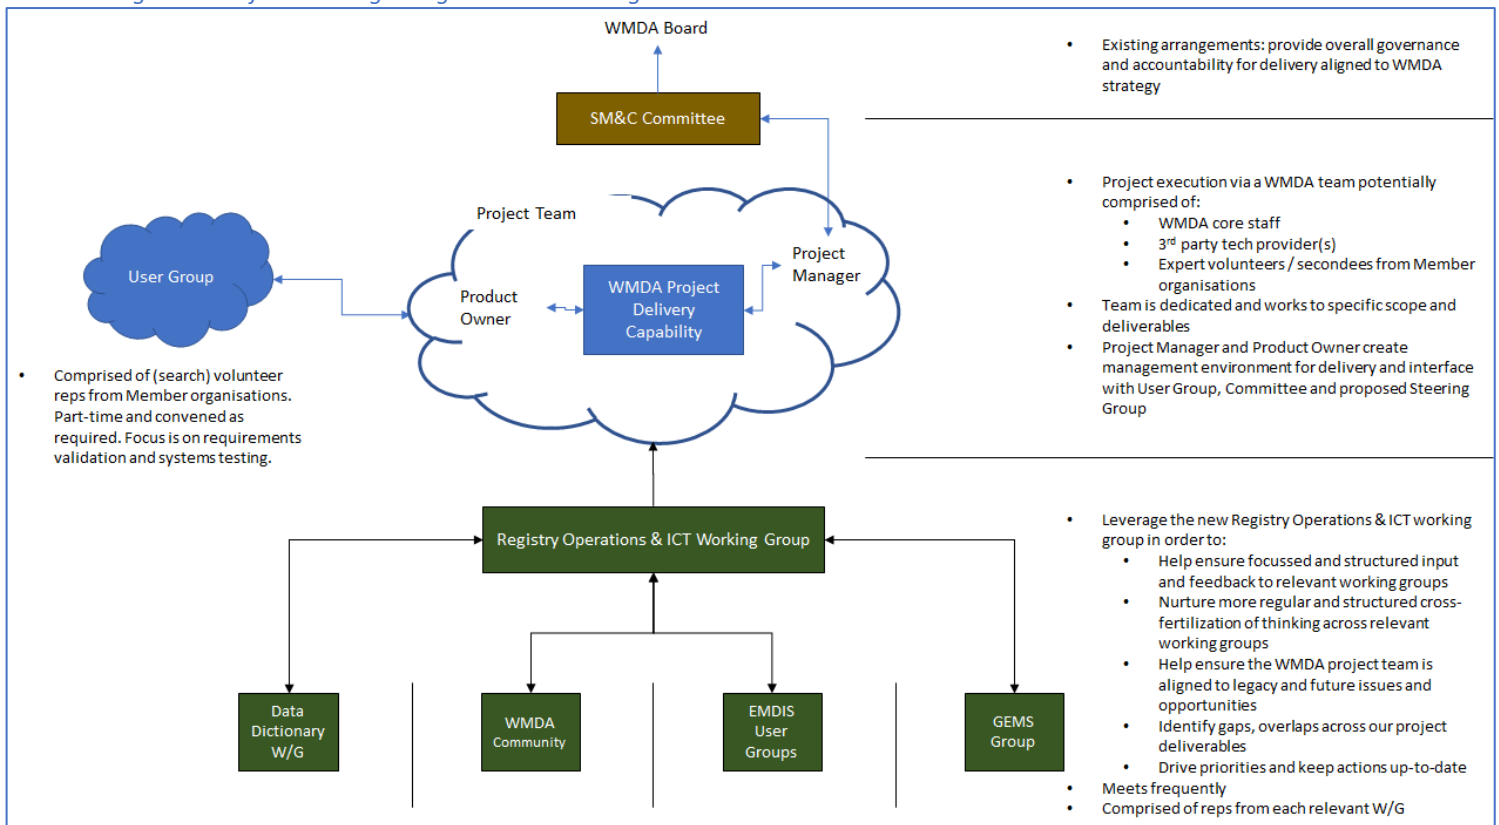 WMDA Board
SM&C Committee
Project Team
Project
Manager
User Group
Product
Owner
WMDA Project
Delivery
Capability
• Comprised of (search) volunteer
reps from Member organisations.
Part-time and convened as
required. Focus is on requirements
validation and systems testing.
Registry Operations & ICT Working Group
Data
Dictionary
W/G
WMDA
Community
EMDIS
User
Groups
GEMS
Group
• Existing arrangements: provide overall governance
and accountability for delivery aligned to WMDA
strategy
• Project execution via a WMDA team potentially
comprised of:
• WMDA core staff
• 3rd party tech provider(s)
• Expert volunteers / secondees from Member
organisations
• Team is dedicated and works to specific scope and
deliverables
• Project Manager and Product Owner create
management environment for delivery and interface
with User Group, Committee and proposed Steering
Group
• Leverage the new Registry Operations & ICT working
group in order to:
• Help ensure focussed and structured input
and feedback to relevant working groups
• Nurture more regular and structured cross-
fertilization of thinking across relevant
working groups
• Help ensure the WMDA project team is
aligned to legacy and future issues and
opportunities
• Identify gaps, overlaps across our project
deliverables
• Drive priorities and keep actions up-to-date
• Meets frequently
• Comprised of reps from each relevant W/G